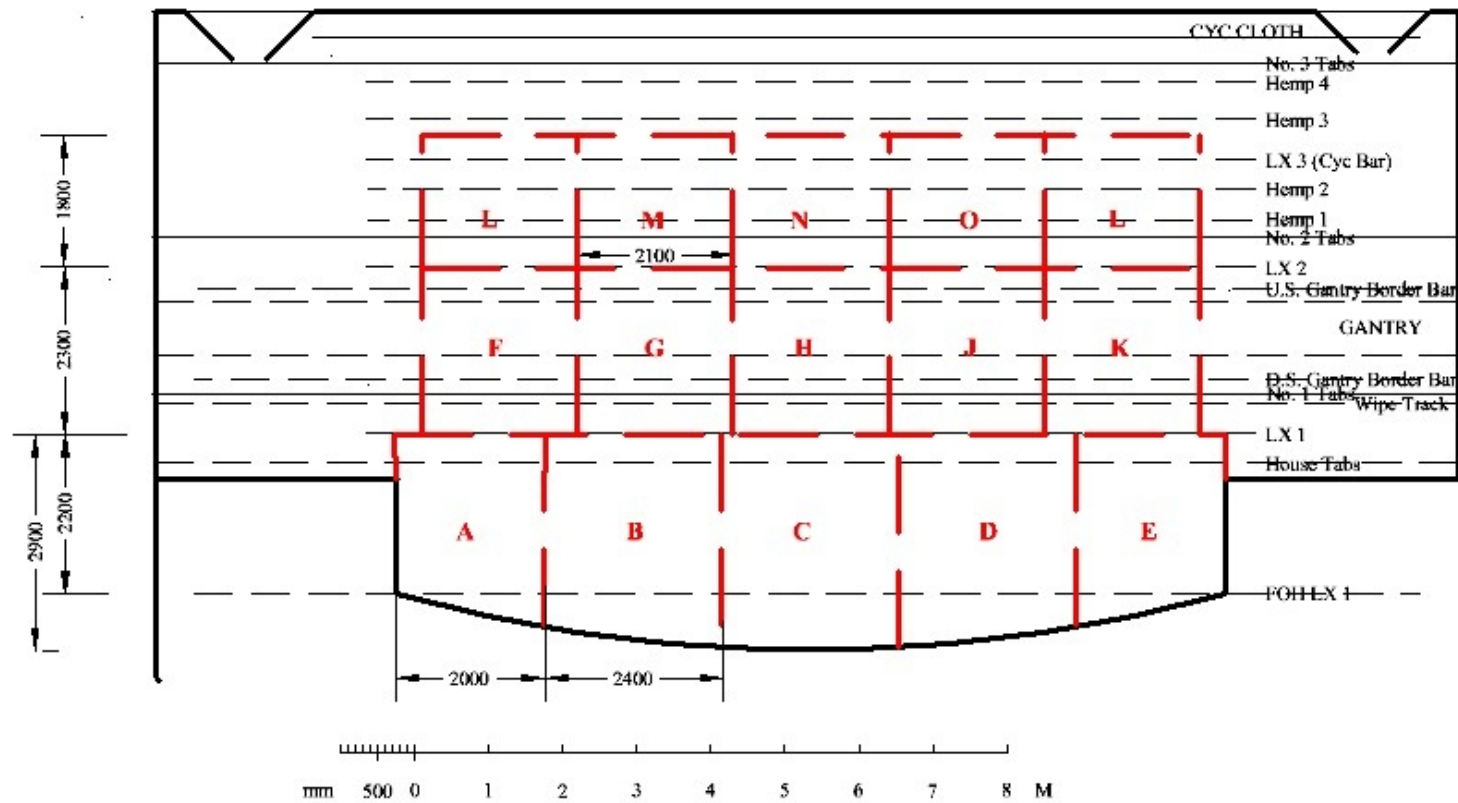 CYC CLOTH
No. 3 Tabs
Hemp 4
Hemp 3
LX 3 (Cyc Bar)
1800
Hemp 2
L M N O L Hemp 1
No. 2 Tabs
2100
LX 2
U.S. Gantry Border Bar
GANTRY
2300
F G H J K
D.S. Gantry Border Bar
No. 1 Tabs
Wipe Track
LX 1
House Tabs
2900
2200
A B C D E
FOH LX 1
2000 2400
mm 500 0 1 2 3 4 5 6 7 8 M